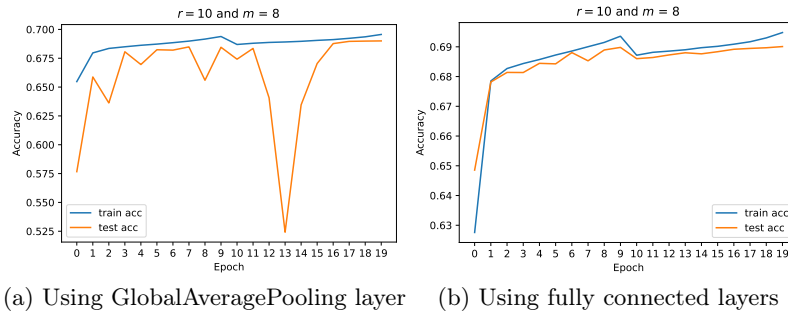 r = 10 and m = 8
0.700
0.675
0.650
0.625
0.600
0.575
0.550
0.525
Accuracy
train acc
test acc
0 1 2 3 4 5 6 7 8 9 10 11 12 13 14 15 16 17 18 19
Epoch
(a) Using GlobalAveragePooling layer
r = 10 and m = 8
0.69
0.68
0.67
0.66
0.65
0.64
0.63
Accuracy
train acc
test acc
0 1 2 3 4 5 6 7 8 9 10 11 12 13 14 15 16 17 18 19
Epoch
(b) Using fully connected layers